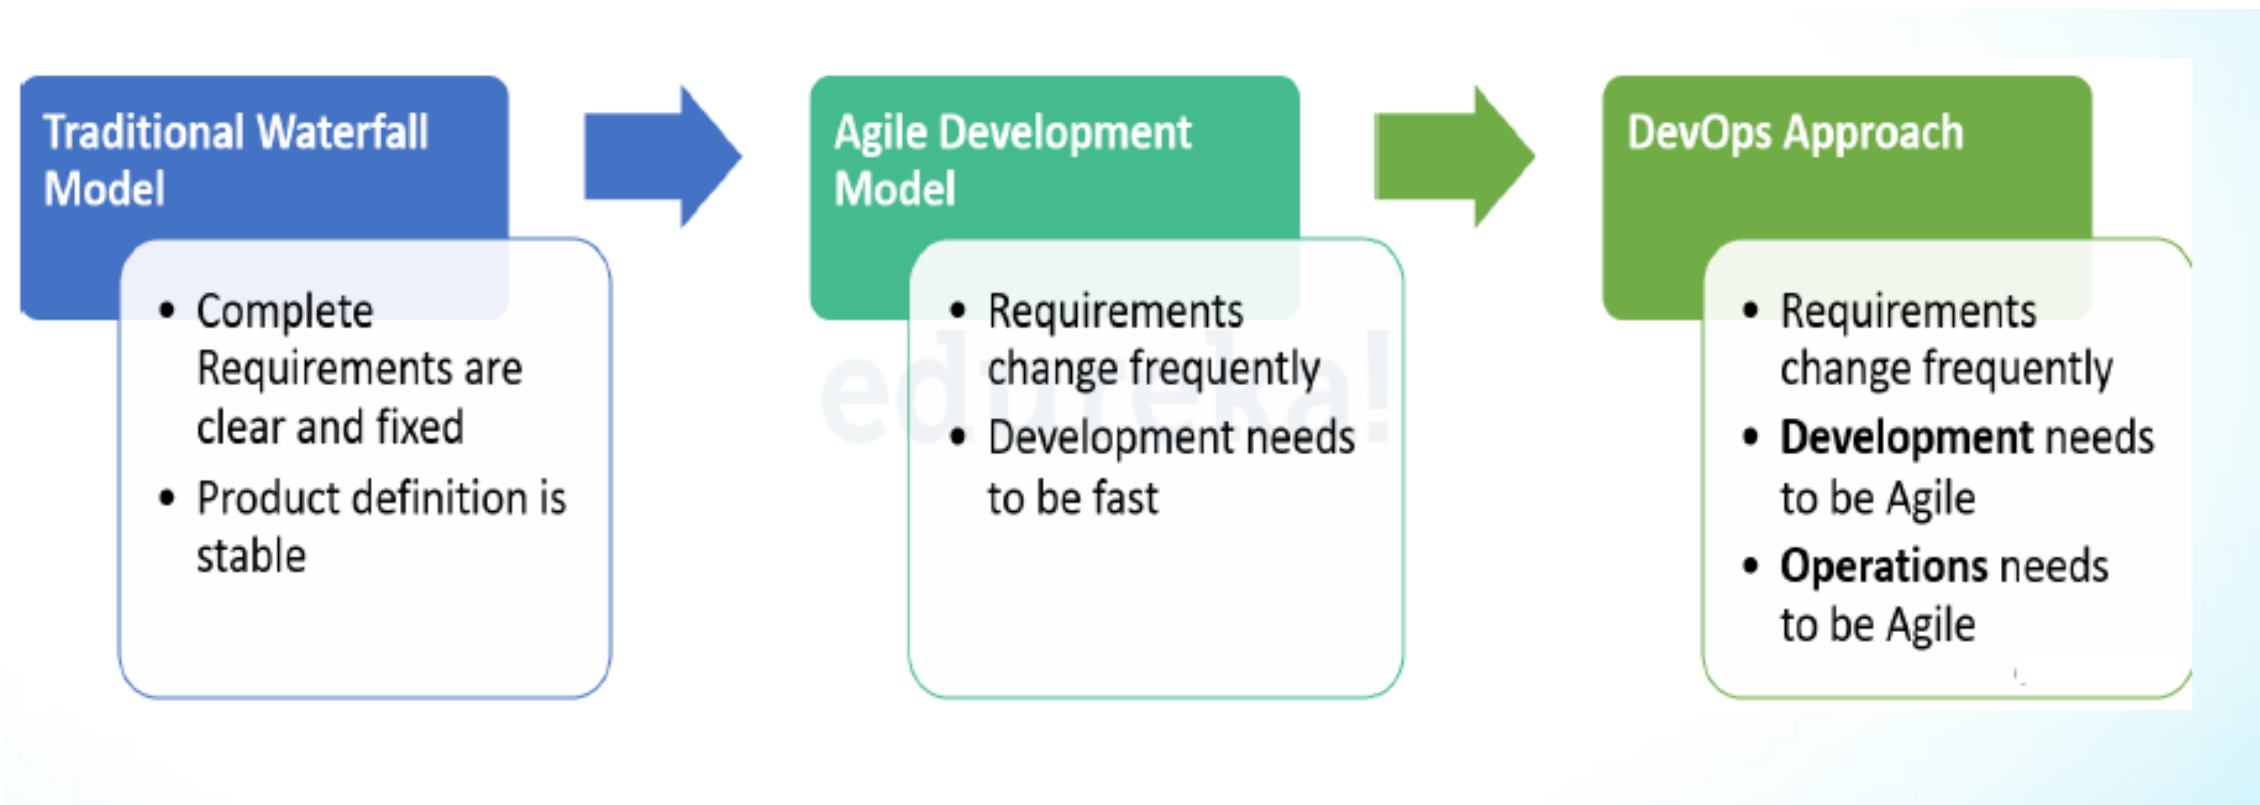 Traditional Waterfall
Model
• Complete
Requirements are
clear and fixed
• Product definition is
stable
Agile Development
Model
• Requirements
change frequently
• Development needs
to be fast
DevOps Approach
• Requirements
change frequently
• Development needs
to be Agile
• Operations needs
to be Agile
edureka!